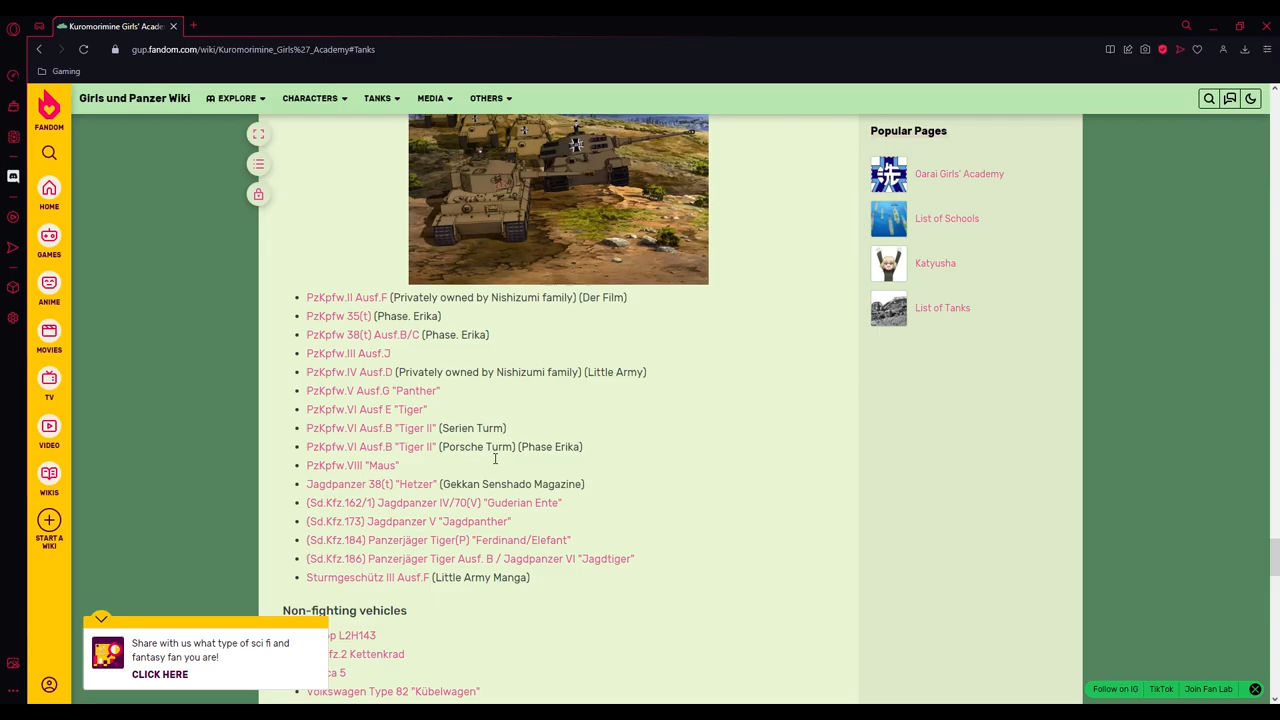 Kuromorimine Girls' Acade
gup.fandom.com/wiki/Kuromorimine_Girls%27_Academy#Tanks
Gaming
FANDOM
Girls und Panzer Wiki
EXPLORE
CHARACTERS
TANKS
MEDIA
OTHERS
HOME
GAMES
ANIME
MOVIES
TV
VIDEO
WIKIS
START A
WIKI
PzKpfw.II Ausf.F (Privately owned by Nishizumi family) (Der Film)
PzKpfw 35(t) (Phase. Erika)
PzKpfw 38(t) Ausf.B/C (Phase. Erika)
PzKpfw.III Ausf.J
PzKpfw.IV Ausf.D (Privately owned by Nishizumi family) (Little Army)
PzKpfw.V Ausf.G "Panther"
PzKpfw.VI Ausf E "Tiger"
PzKpfw.VI Ausf.B "Tiger II" (Serien Turm)
PzKpfw.VI Ausf.B "Tiger II" (Porsche Turm) (Phase Erika)
PzKpfw.VIII "Maus"
Jagdpanzer 38(t) "Hetzer" (Gekkan Senshado Magazine)
(Sd.Kfz.162/1) Jagdpanzer IV/70(V) "Guderian Ente"
(Sd.Kfz.173) Jagdpanzer V "Jagdpanther"
(Sd.Kfz.184) Panzerjäger Tiger(P) "Ferdinand/Elefant"
(Sd.Kfz.186) Panzerjäger Tiger Ausf. B / Jagdpanzer VI "Jagdtiger"
Sturmgeschütz III Ausf.F (Little Army Manga)
Non-fighting vehicles
L2H143
fz.2 Kettenkrad
ca 5
Volkswagen Type 82 "Kübelwagen"
Popular Pages
Oarai Girls' Academy
List of Schools
Katyusha
List of Tanks
Share with us what type of sci fi and
fantasy fan you are!
CLICK HERE
Follow on IG
TikTok
Join Fan Lab